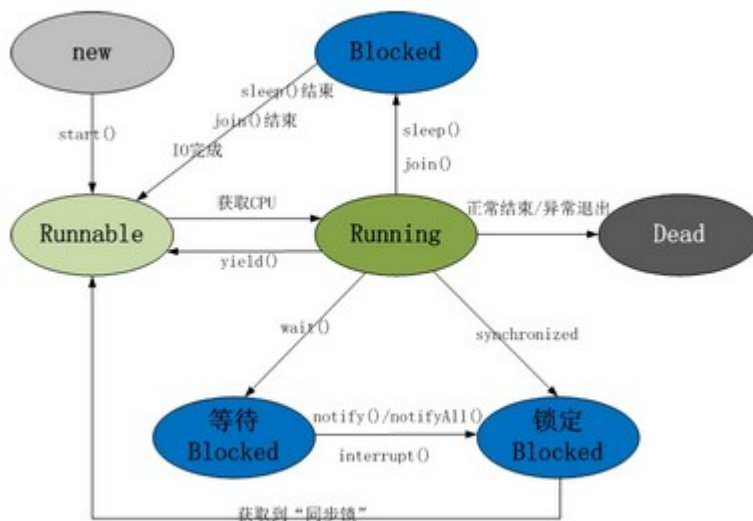 new
Blocked
sleep()结束
join()结束
IO完成
start()
sleep()
join()
获取CPU
正常结束/异常退出
Runnable
Running
Dead
yield()
wait()
synchronized
等待
Blocked
notify()/notifyAll()
interrupt()
锁定
Blocked
获取到“同步锁”